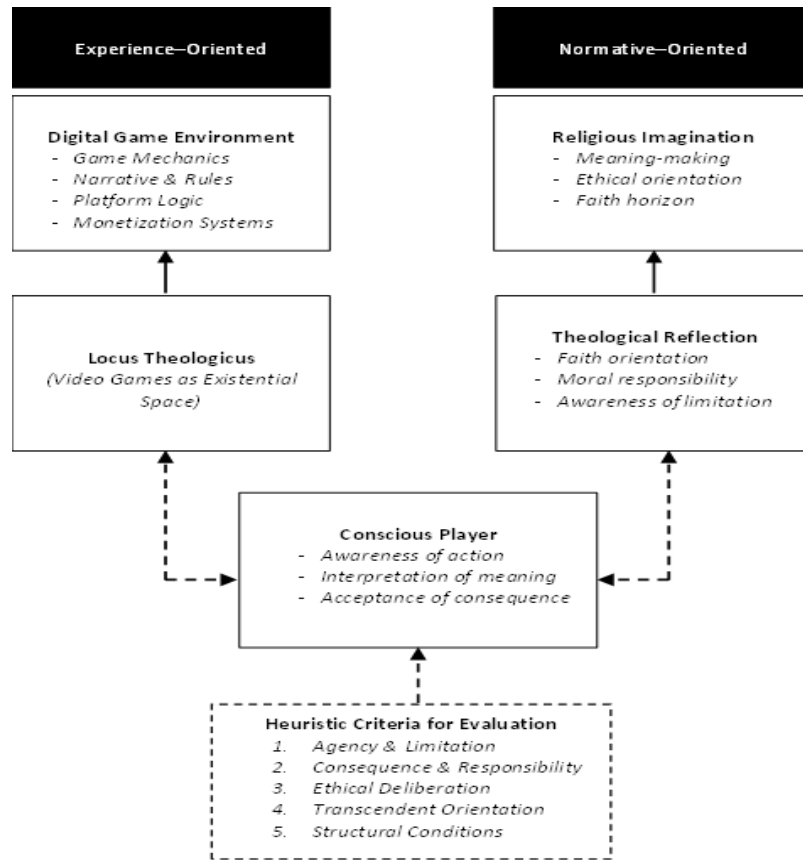 Experience–Oriented
Normative–Oriented
Digital Game Environment
- Game Mechanics
- Narrative & Rules
- Platform Logic
- Monetization Systems
Religious Imagination
- Meaning-making
- Ethical orientation
- Faith horizon
Locus Theologicus
(Video Games as Existential
Space)
Theological Reflection
- Faith orientation
- Moral responsibility
- Awareness of limitation
Conscious Player
- Awareness of action
- Interpretation of meaning
- Acceptance of consequence
Heuristic Criteria for Evaluation
1. Agency & Limitation
2. Consequence & Responsibility
3. Ethical Deliberation
4. Transcendent Orientation
5. Structural Conditions